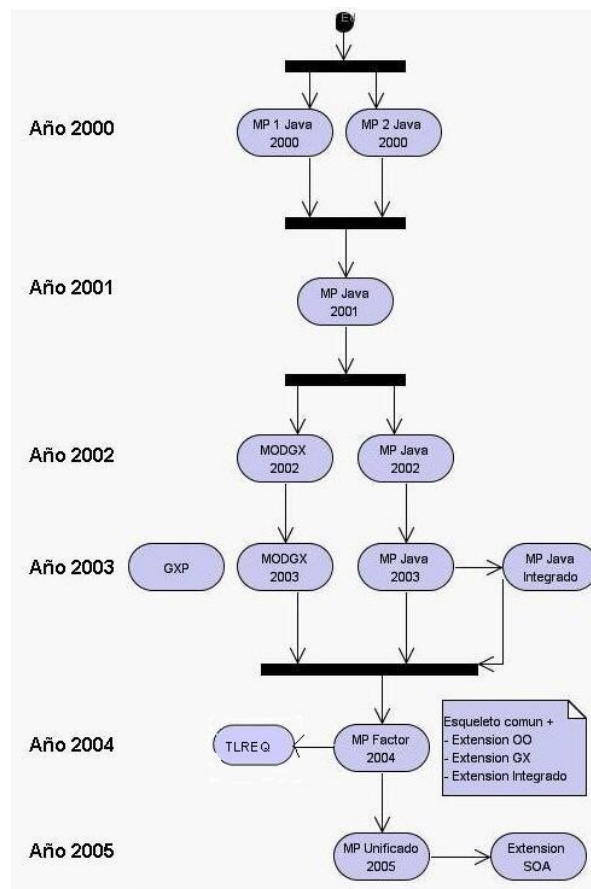 Año 2000
MP 1 Java
2000
MP 2 Java
2000
Año 2001
MP Java
2001
Año 2002
MODGX
2002
MP Java
2002
Año 2003
GXP
MODGX
2003
MP Java
2003
MP Java
Integrado
Año 2004
TLREQ
MP Factor
2004
Esqueleto comun +
- Extension OO
- Extension GX
- Extension Integrado
Año 2005
MP Unificado
2005
Extension
SOA